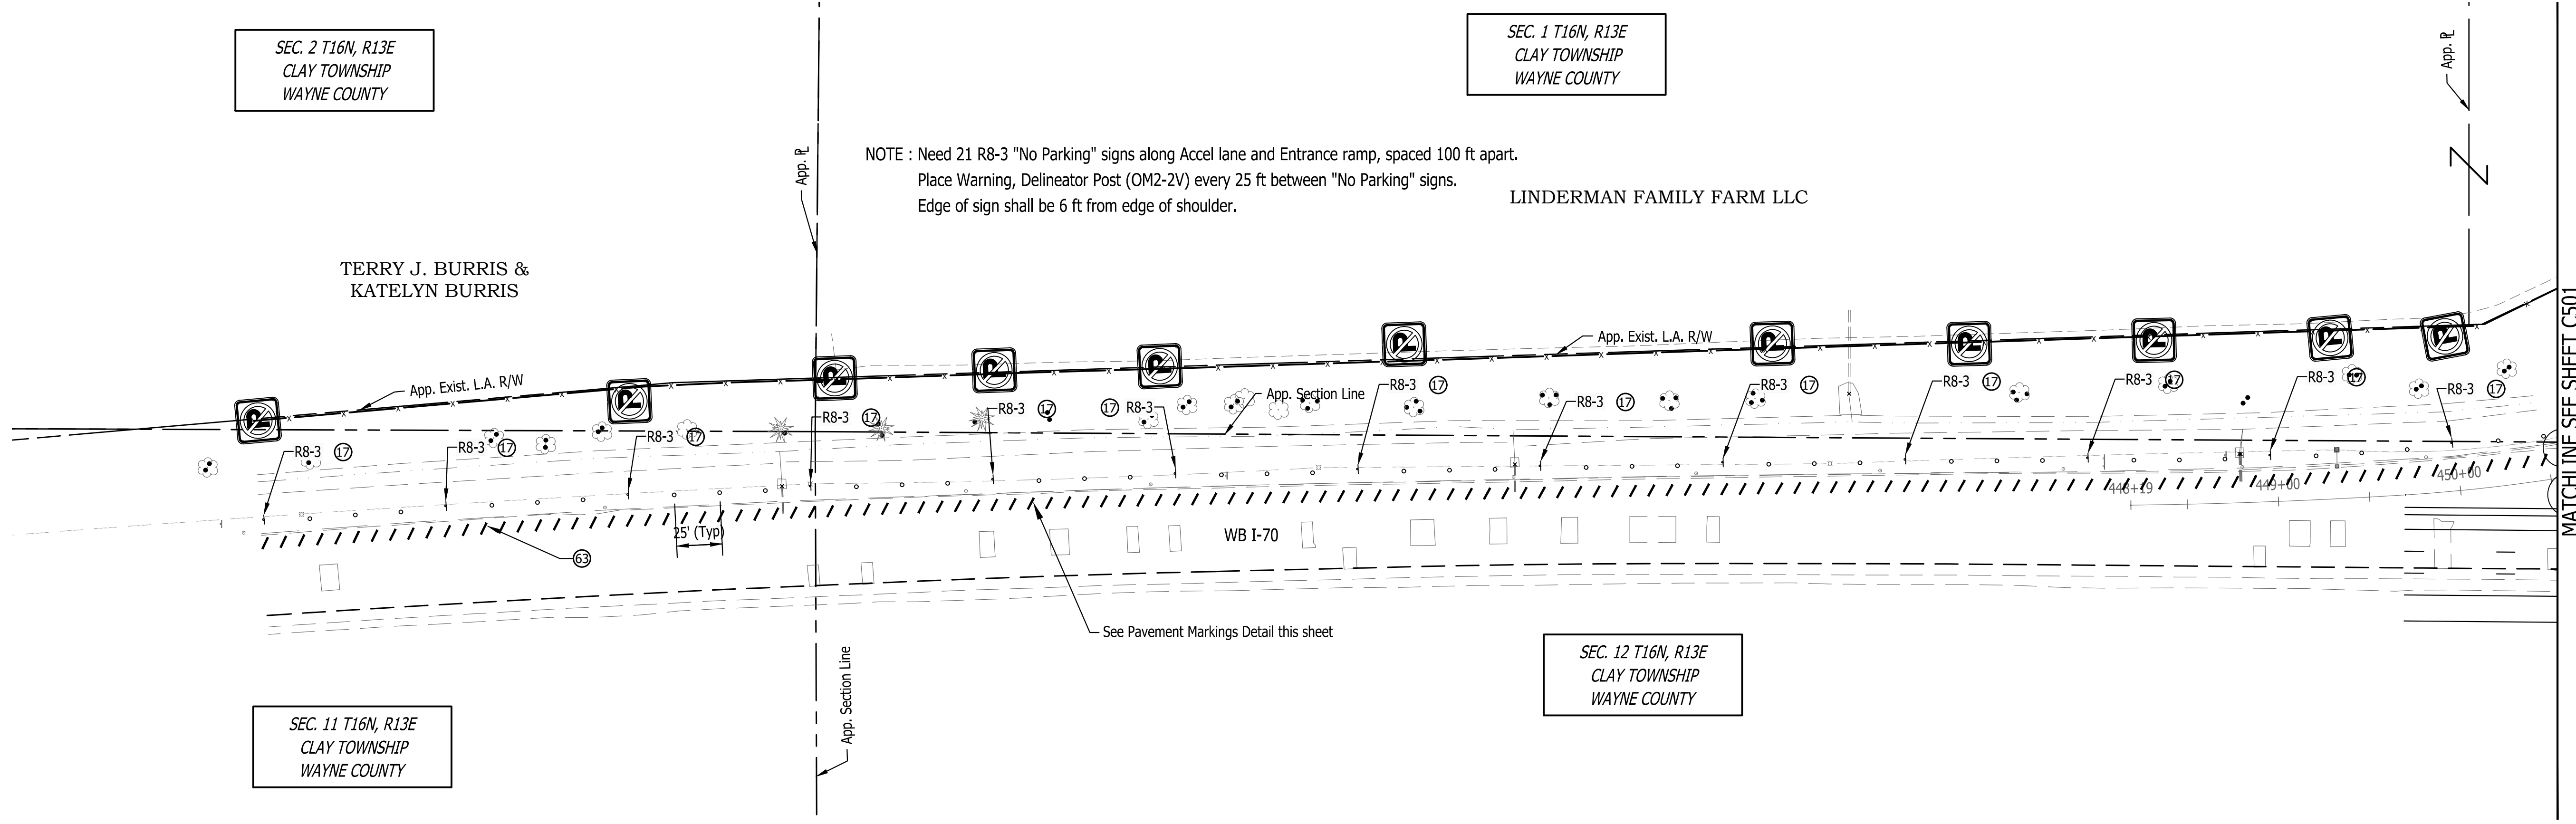 SEC. 2 T16N, R13E
CLAY TOWNSHIP
WAYNE COUNTY
SEC. 1 T16N, R13E
CLAY TOWNSHIP
WAYNE COUNTY
App. PL
App. PL
NOTE : Need 21 R8-3 "No Parking" signs along Accel lane and Entrance ramp, spaced 100 ft apart.
Place Warning, Delineator Post (OM2-2V) every 25 ft between "No Parking" signs.
Edge of sign shall be 6 ft from edge of shoulder.
LINDERMAN FAMILY FARM LLC
TERRY J. BURRIS &
KATELYN BURRIS
MATCHLINE SEE SHEET C501
App. Exist. L.A. R/W
App. Exist. L.A. R/W
App. Section Line
P
P
P
P
P
P
P
P
P
P
P
R8-3 17
R8-3 17
R8-3 17
R8-3 17
R8-3 17
17 R8-3
R8-3 17
R8-3 17
R8-3 17
R8-3 17
R8-3 17
R8-3 17
R8-3 17
448+19
449+00
450+00
25' (Typ)
63
WB I-70
See Pavement Markings Detail this sheet
App. Section Line
SEC. 12 T16N, R13E
CLAY TOWNSHIP
WAYNE COUNTY
SEC. 11 T16N, R13E
CLAY TOWNSHIP
WAYNE COUNTY